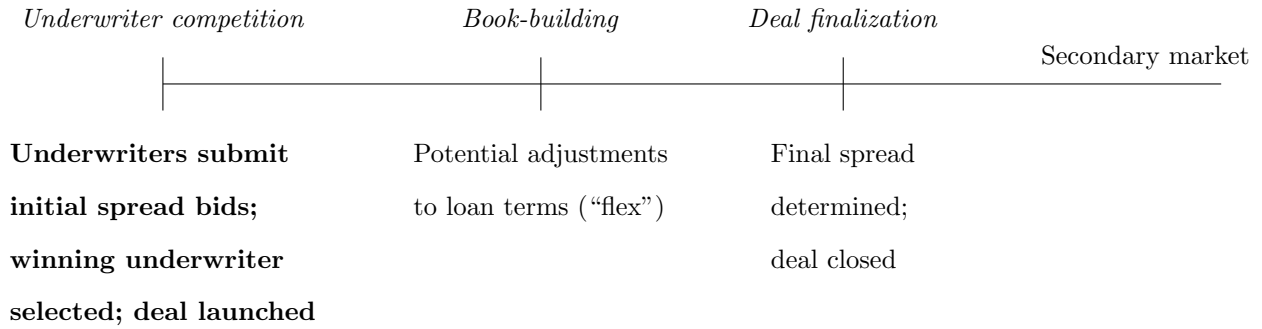 Underwriter competition
Book-building
Deal finalization
Secondary market
Underwriters submit
initial spread bids;
winning underwriter
selected; deal launched
Potential adjustments
to loan terms (“flex”)
Final spread
determined;
deal closed